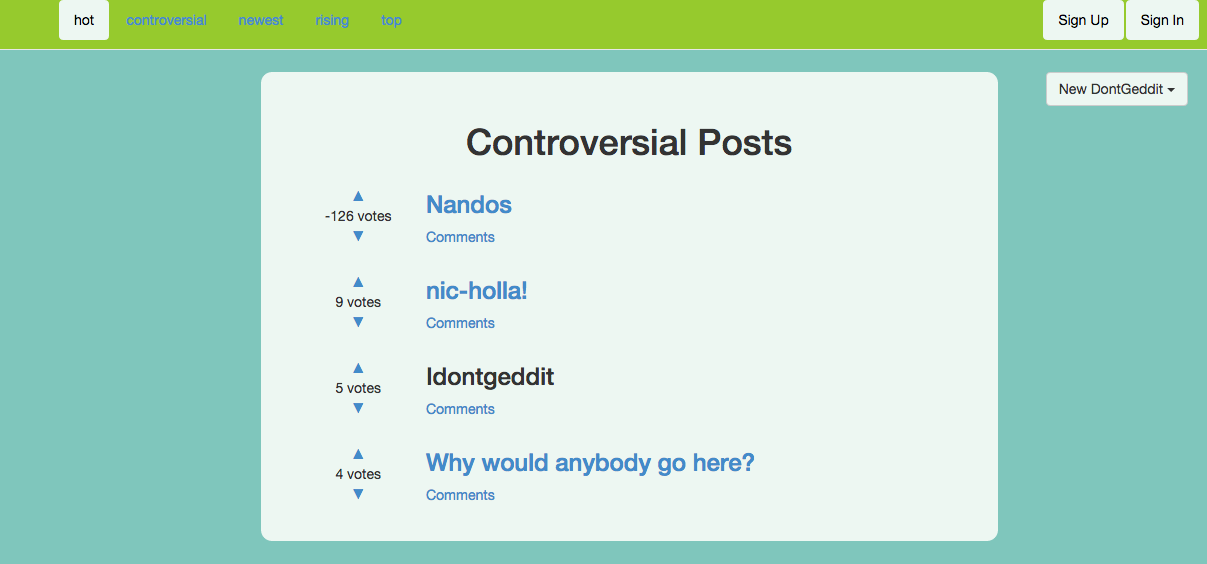 hot controversial newest rising top Sign Up Sign In
New DontGeddit
Controversial Posts
▲
-126 votes
▼
Nandos
Comments
▲
9 votes
▼
nic-holla!
Comments
▲
5 votes
▼
Idontgeddit
Comments
▲
4 votes
▼
Why would anybody go here?
Comments